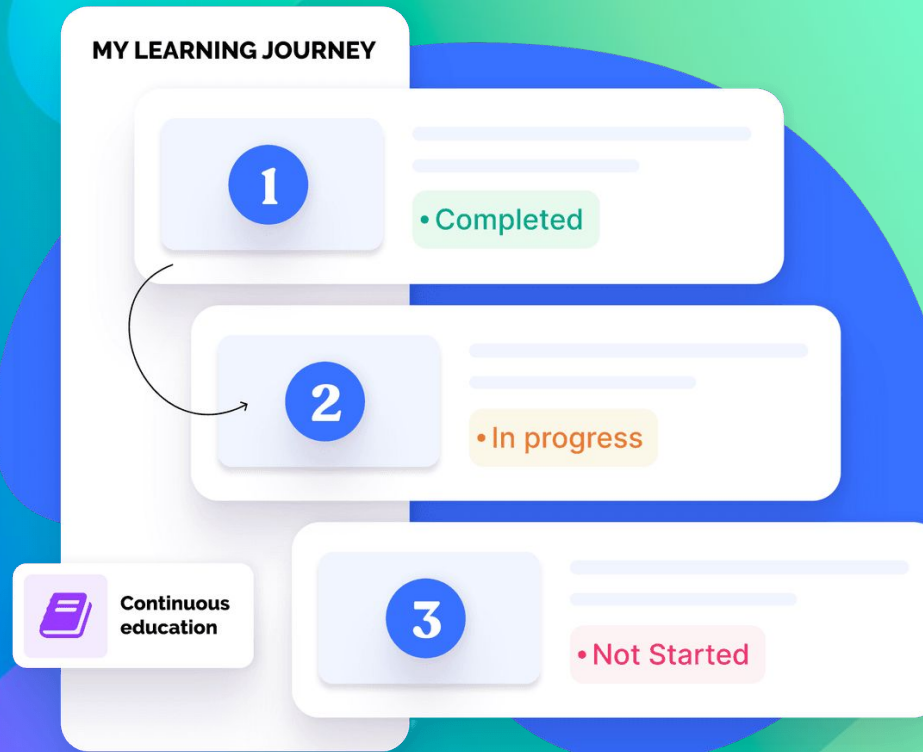 MY LEARNING JOURNEY
1
• Completed
2
• In progress
3
• Not Started
Continuous
education